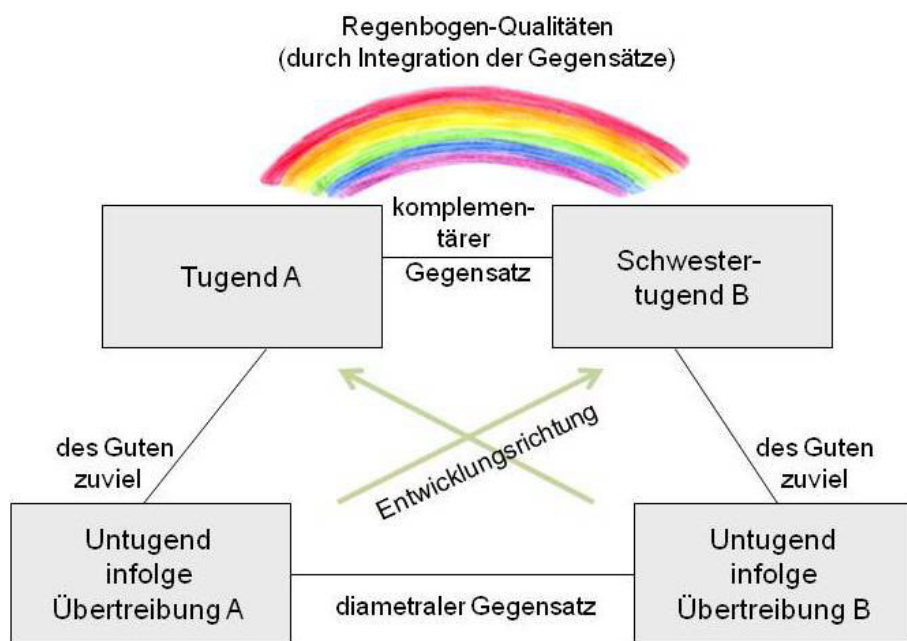 Regenbogen-Qualitäten
(durch Integration der Gegensätze)
komplemen-
tärer
Gegensatz
Tugend A
Schwester-
tugend B
des Guten
zuviel
Entwicklungsrichtung
des Guten
zuviel
Untugend
infolge
Übertreibung A
diametraler Gegensatz
Untugend
infolge
Übertreibung B